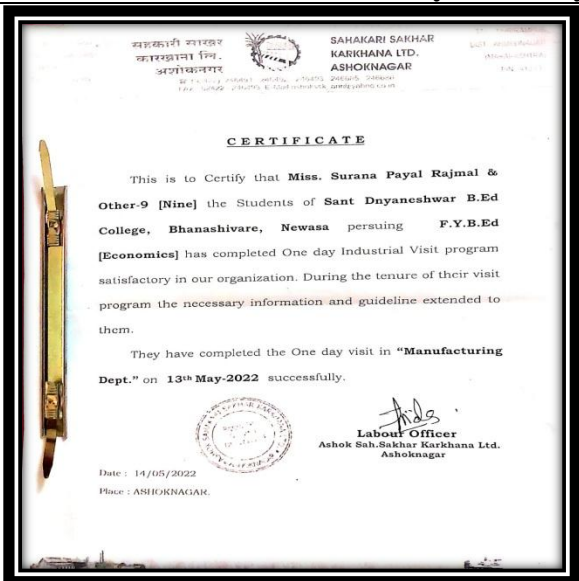 सहकारी साखर
कारखाना लि.
अशोकनगर
SAHAKARI SAKHAR
KARKHANA LTD.
ASHOKNAGAR
CERTIFICATE
This is to Certify that Miss. Surana Payal Rajmal &
Other-9 [Nine] the Students of Sant Dnyaneshwar B.Ed
College, Bhanashivare, Newasa persuing F.Y.B.Ed
[Economics] has completed One day Industrial Visit program
satisfactory in our organization. During the tenure of their visit
program the necessary information and guideline extended to
them.
They have completed the One day visit in “Manufacturing
Dept.” on 13th May-2022 successfully.
Labour Officer
Ashok Sah.Sakhar Karkhana Ltd.
Ashoknagar
Date : 14/05/2022
Place : ASHOKNAGAR.